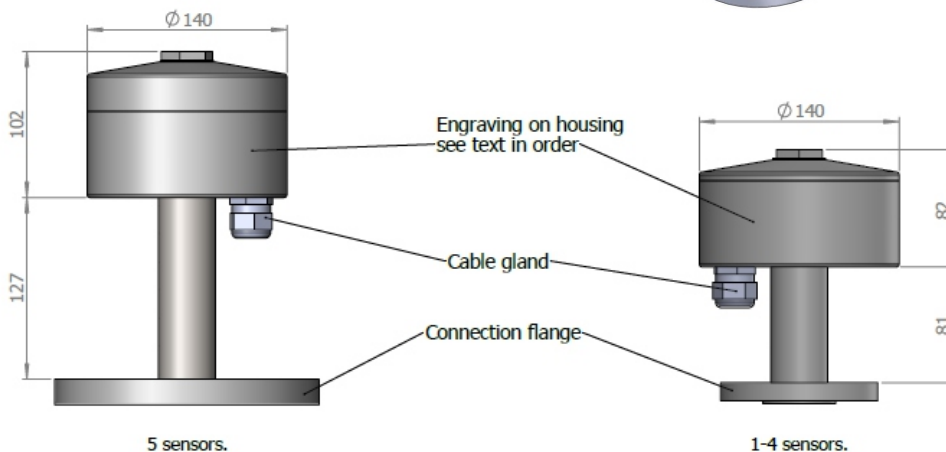 Ø 140
102
127
Engraving on housing
see text in order
Cable gland
Connection flange
5 sensors.
Ø 140
82
81
1-4 sensors.